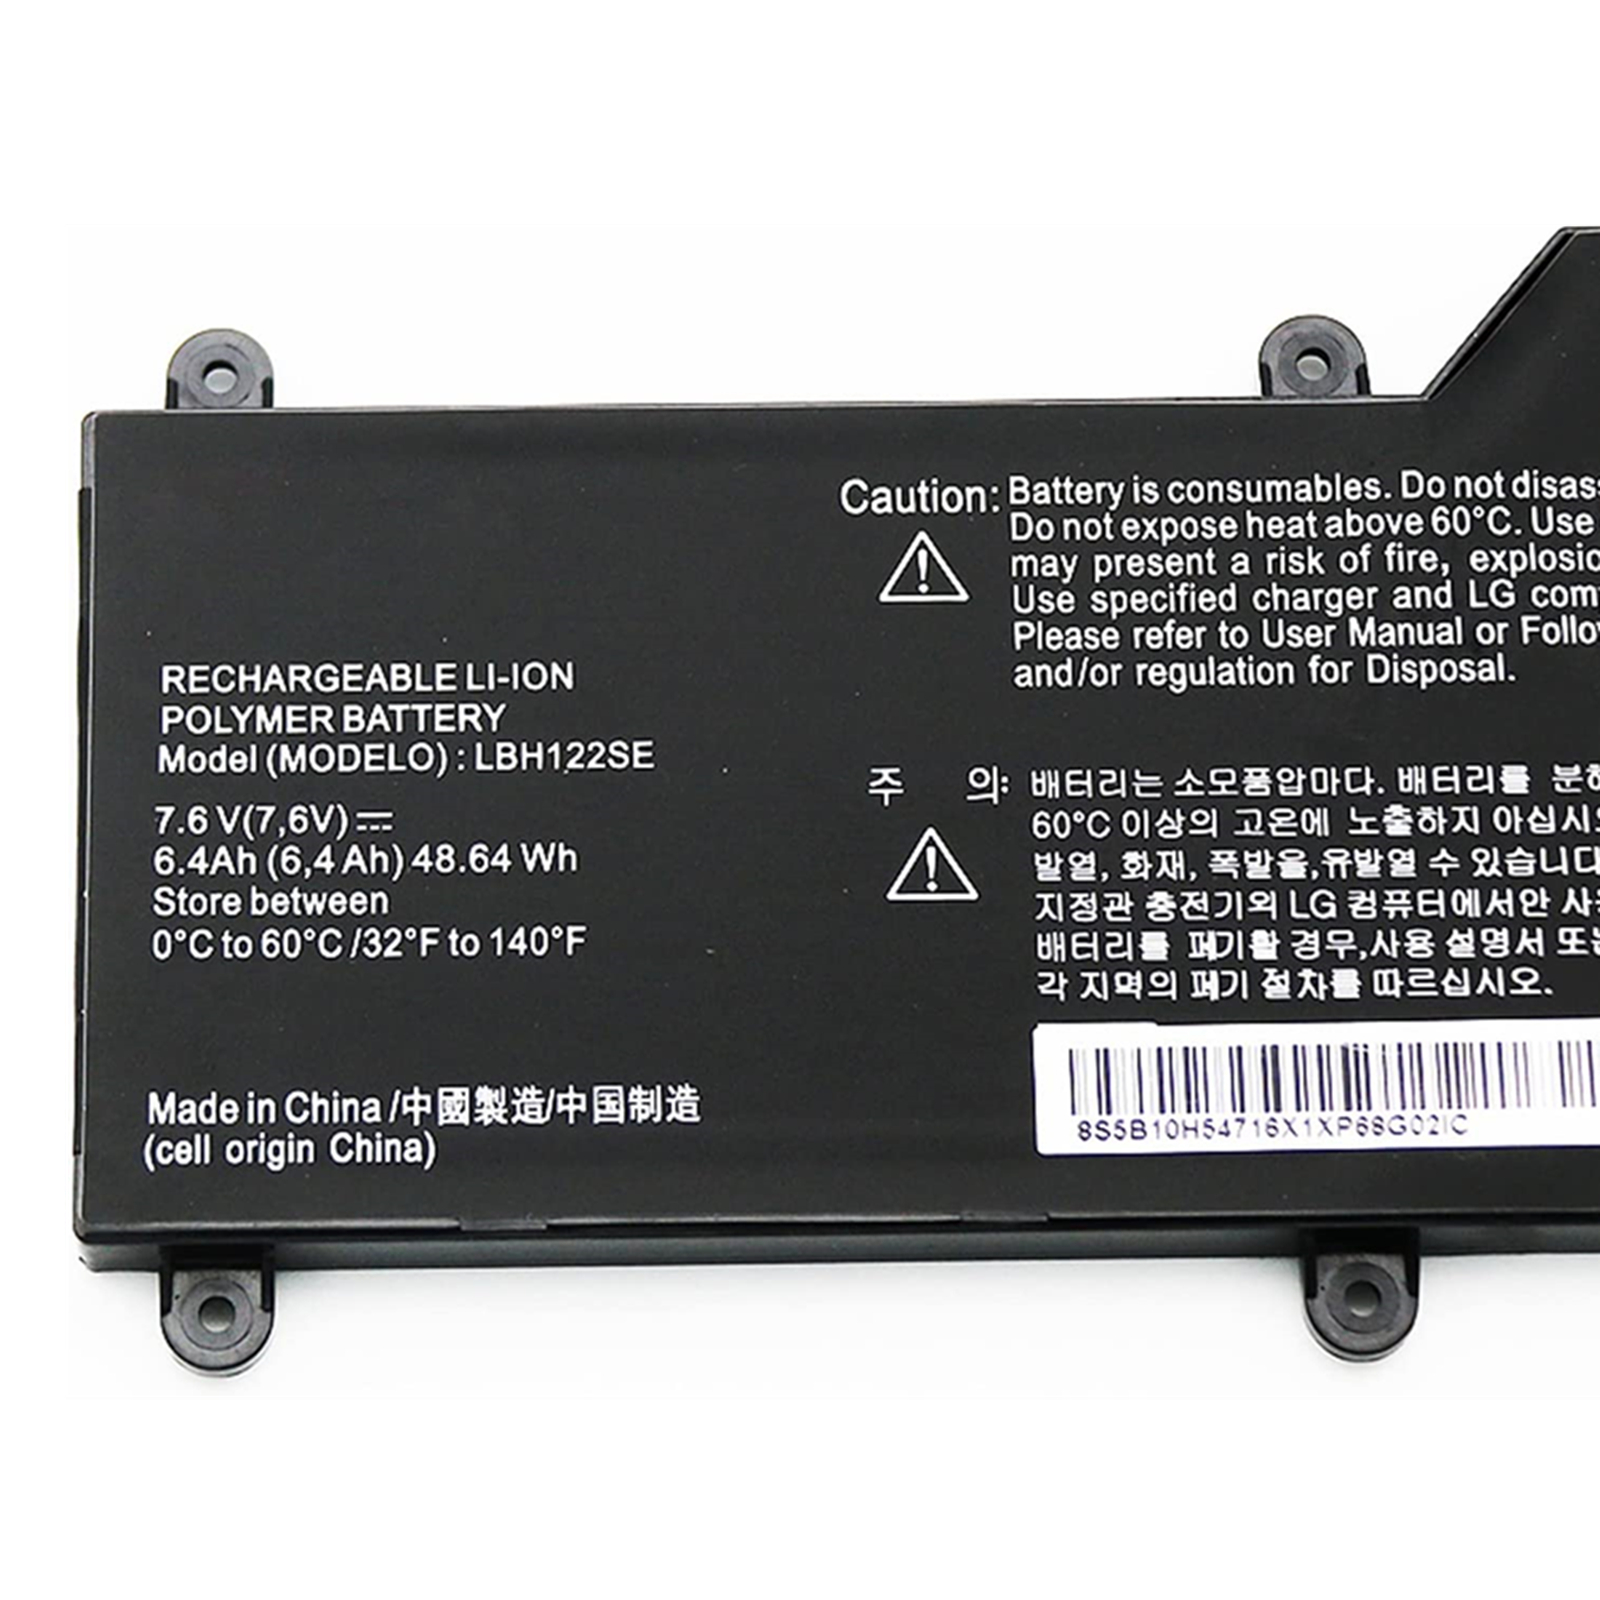 RECHARGEABLE LI-ION
POLYMER BATTERY
Model (MODELO) : LBH122SE
7.6 V(7,6V)
6.4Ah (6,4 Ah) 48.64 Wh
Store between
0°C to 60°C /32°F to 140°F
Made in China /中國製造/中国制造
(cell origin China)
Caution: Battery is consumables. Do not disass
Do not expose heat above 60°C. Use
may present a risk of fire, explosio
Use specified charger and LG com
Please refer to User Manual or Follo
and/or regulation for Disposal.
주 의: 배터리는 소모품압마다. 배터리를 분해
60°C 이상의 고온에 노출하지 아십시오
발열, 화재, 폭발을,유발열 수 있습니다
지정관 충전기외 LG 컴퓨터에서안 사용
배터리를 폐기활 경무,사용 설명서 또는
각 지멱의 폐기 절차를 따르십시오.
8S5B10H54716X1XP68G02IC